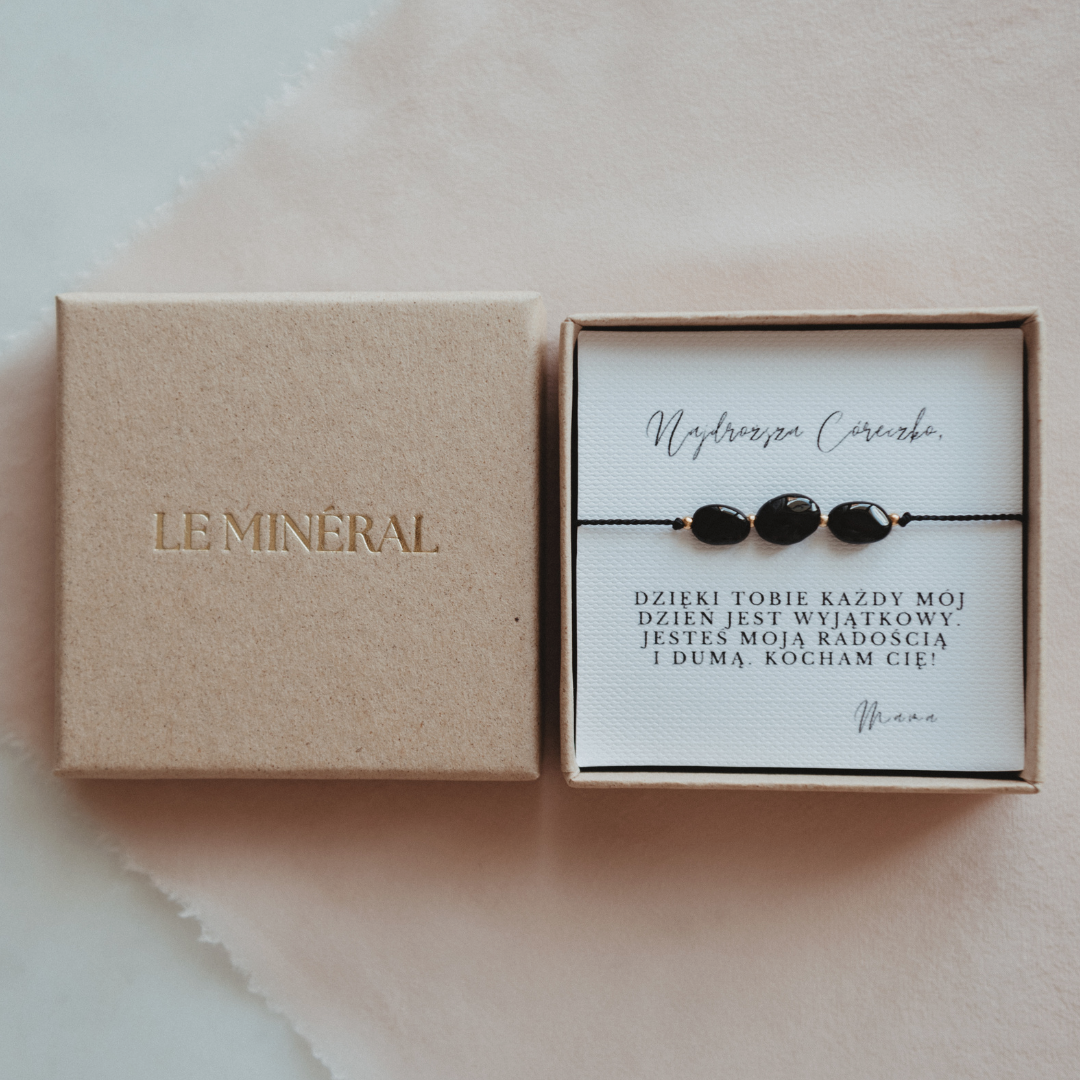 LE MINÉRAL
Najdroższa Córeczko,
DZIĘKI TOBIE KAŻDY MÓJ
DZIEŃ JEST WYJĄTKOWY.
JESTEŚ MOJĄ RADOŚCIĄ
I DUMĄ. KOCHAM CIĘ!
Mama